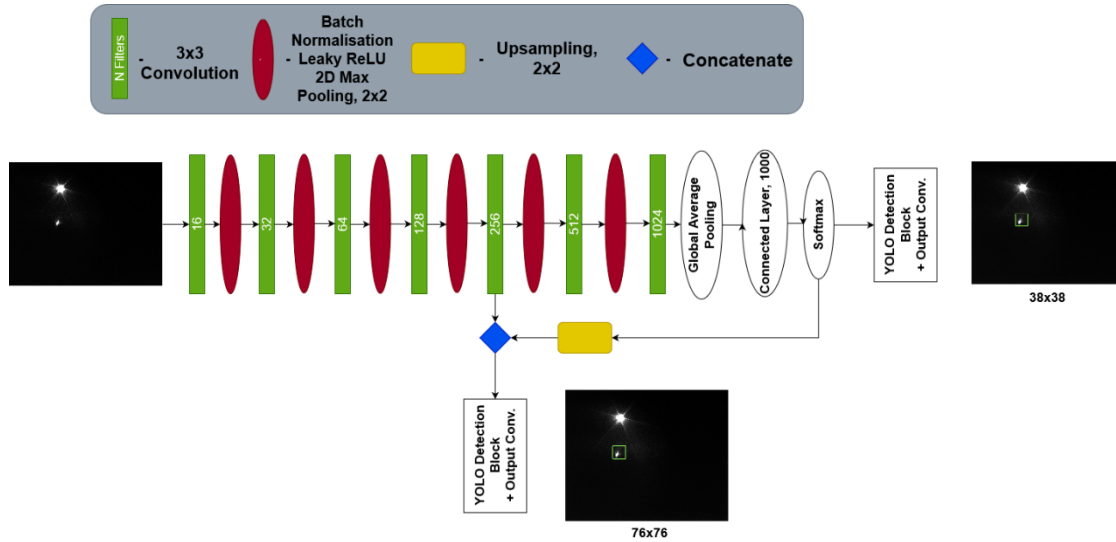 N Filters
-
3x3
Convolution
-
Batch
Normalisation
Leaky ReLU
2D Max
Pooling, 2x2
-
Upsampling,
2x2
-
Concatenate
16
32
64
128
256
512
1024
Global Average
Pooling
Connected Layer, 1000
Softmax
YOLO Detection
Block
+ Output Conv.
38x38
YOLO Detection
Block
+ Output Conv.
76x76